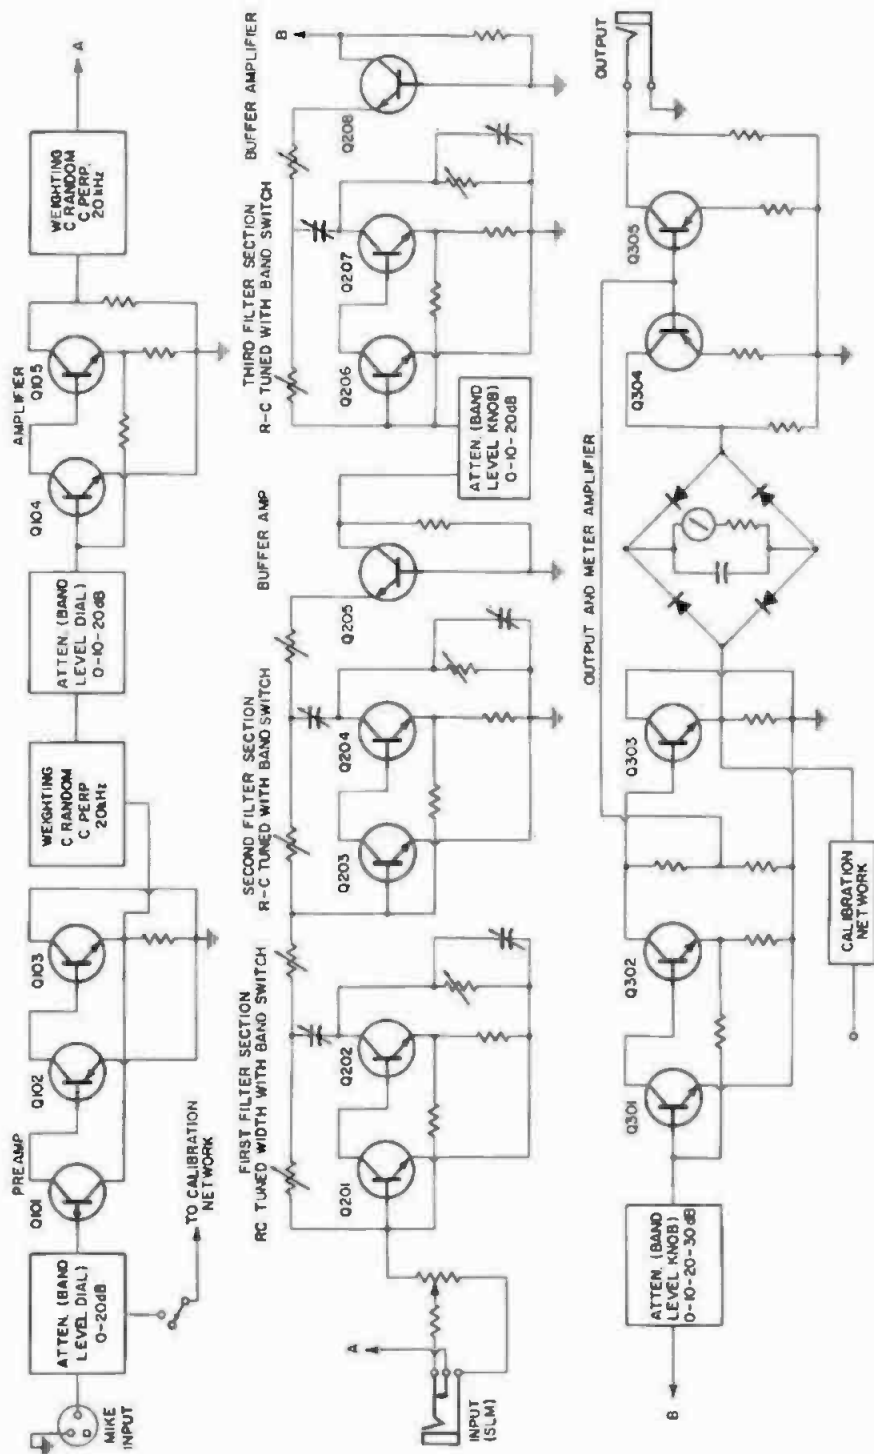 MIKE
INPUT
ATTEN. (BAND
LEVEL DIAL)
0-20dB
TO CALIBRATION
NETWORK
PREAMP
Q101
Q102
Q103
WEIGHTING
C RANDOM
C PERP
20kHz
ATTEN. (BAND
LEVEL DIAL)
0-10-20dB
AMPLIFIER
Q104
Q105
WEIGHTING
C RANDOM
C PERP.
20kHz
A
INPUT
(SLM)
A
FIRST FILTER SECTION
RC TUNED WIDTH WITH BAND SWITCH
Q201
Q202
SECOND FILTER SECTION
R-C TUNED WITH BAND SWITCH
Q203
Q204
BUFFER AMP
Q205
ATTEN. (BAND
LEVEL KNOB)
0-10-20dB
THIRD FILTER SECTION
R-C TUNED WITH BAND SWITCH
Q206
Q207
BUFFER AMPLIFIER
Q208
B
B
ATTEN. (BAND
LEVEL KNOB)
0-10-20-30dB
Q301
Q302
Q303
CALIBRATION
NETWORK
OUTPUT AND METER AMPLIFIER
Q304
Q305
OUTPUT